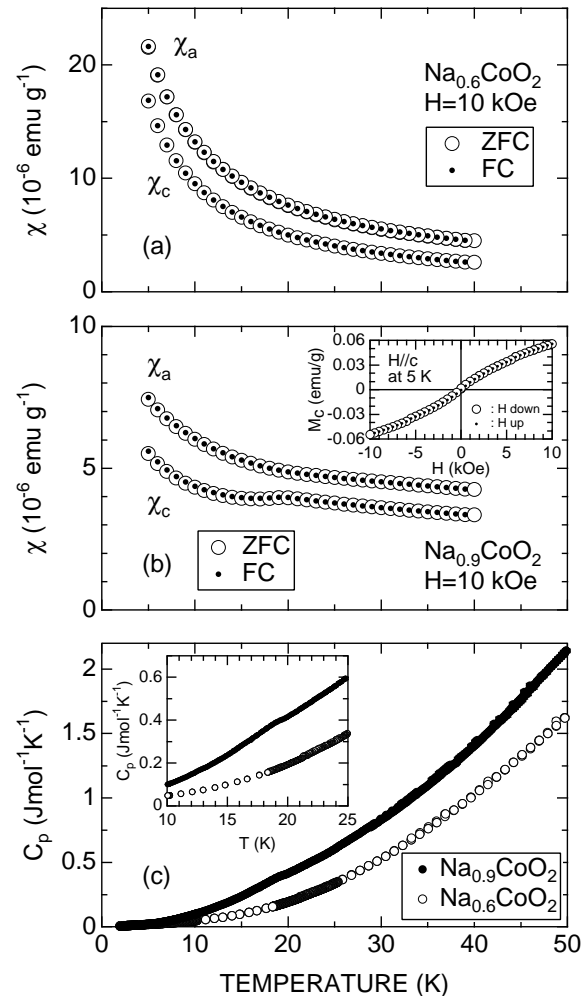 20
10
0
χ (10⁻⁶ emu g⁻¹)
χₐ
χ_c
(a)
Na₀.₆CoO₂
H=10 kOe
ZFC
FC
10
5
0
χ (10⁻⁶ emu g⁻¹)
χₐ
χ_c
(b)
ZFC
FC
Na₀.₉CoO₂
H=10 kOe
0.06
0.03
0
-0.03
-0.06
M_C (emu/g)
H//c
at 5 K
: H down
: H up
-10 -5 0 5 10
H (kOe)
2
1.5
1
0.5
0
Cₚ (Jmol⁻¹K⁻¹)
0.6
0.4
0.2
0
Cₚ (Jmol⁻¹K⁻¹)
10 15 20 25
T (K)
(c)
Na₀.₉CoO₂
Na₀.₆CoO₂
0 10 20 30 40 50
TEMPERATURE (K)